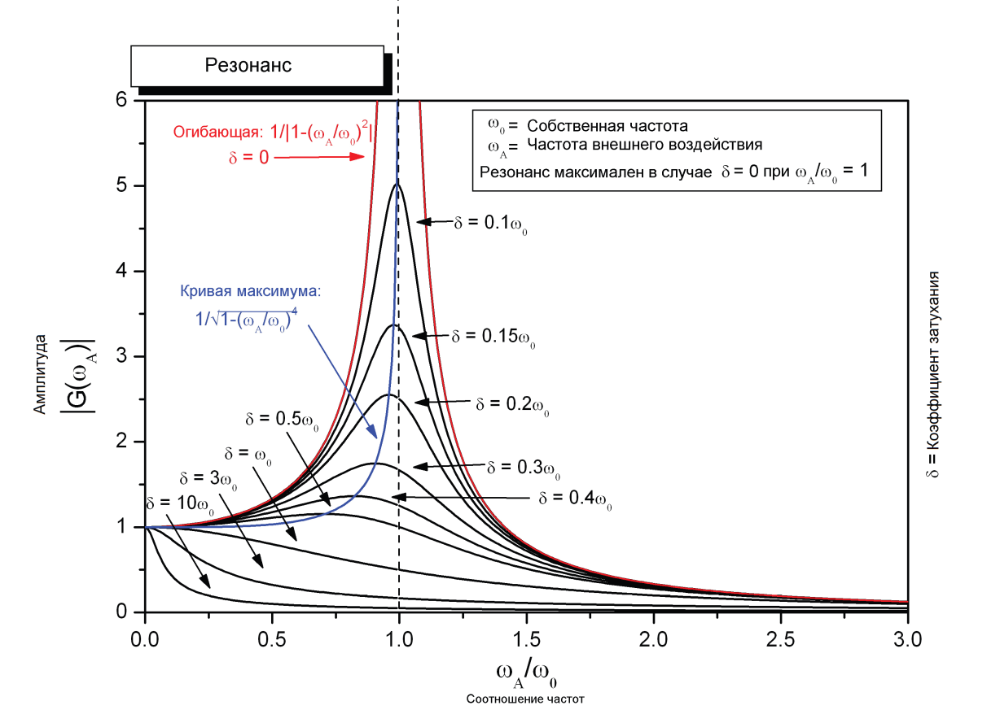 Резонанс
Огибающая: 1/|1-(ω_A/ω_0)^2|
δ = 0
ω_0 = Собственная частота
ω_A = Частота внешнего воздействия
Резонанс максимален в случае δ = 0 при ω_A/ω_0 = 1
δ = 0.1ω_0
Кривая максимума:
1/√1-(ω_A/ω_0)^4
δ = 0.15ω_0
δ = 0.2ω_0
δ = 0.5ω_0
δ = ω_0
δ = 3ω_0
δ = 10ω_0
δ = 0.3ω_0
δ = 0.4ω_0
Амплитуда
|G(ω_A)|
6
5
4
3
2
1
0
0.0 0.5 1.0 1.5 2.0 2.5 3.0
ω_A/ω_0
Соотношение частот
δ = Коэффициент затухания